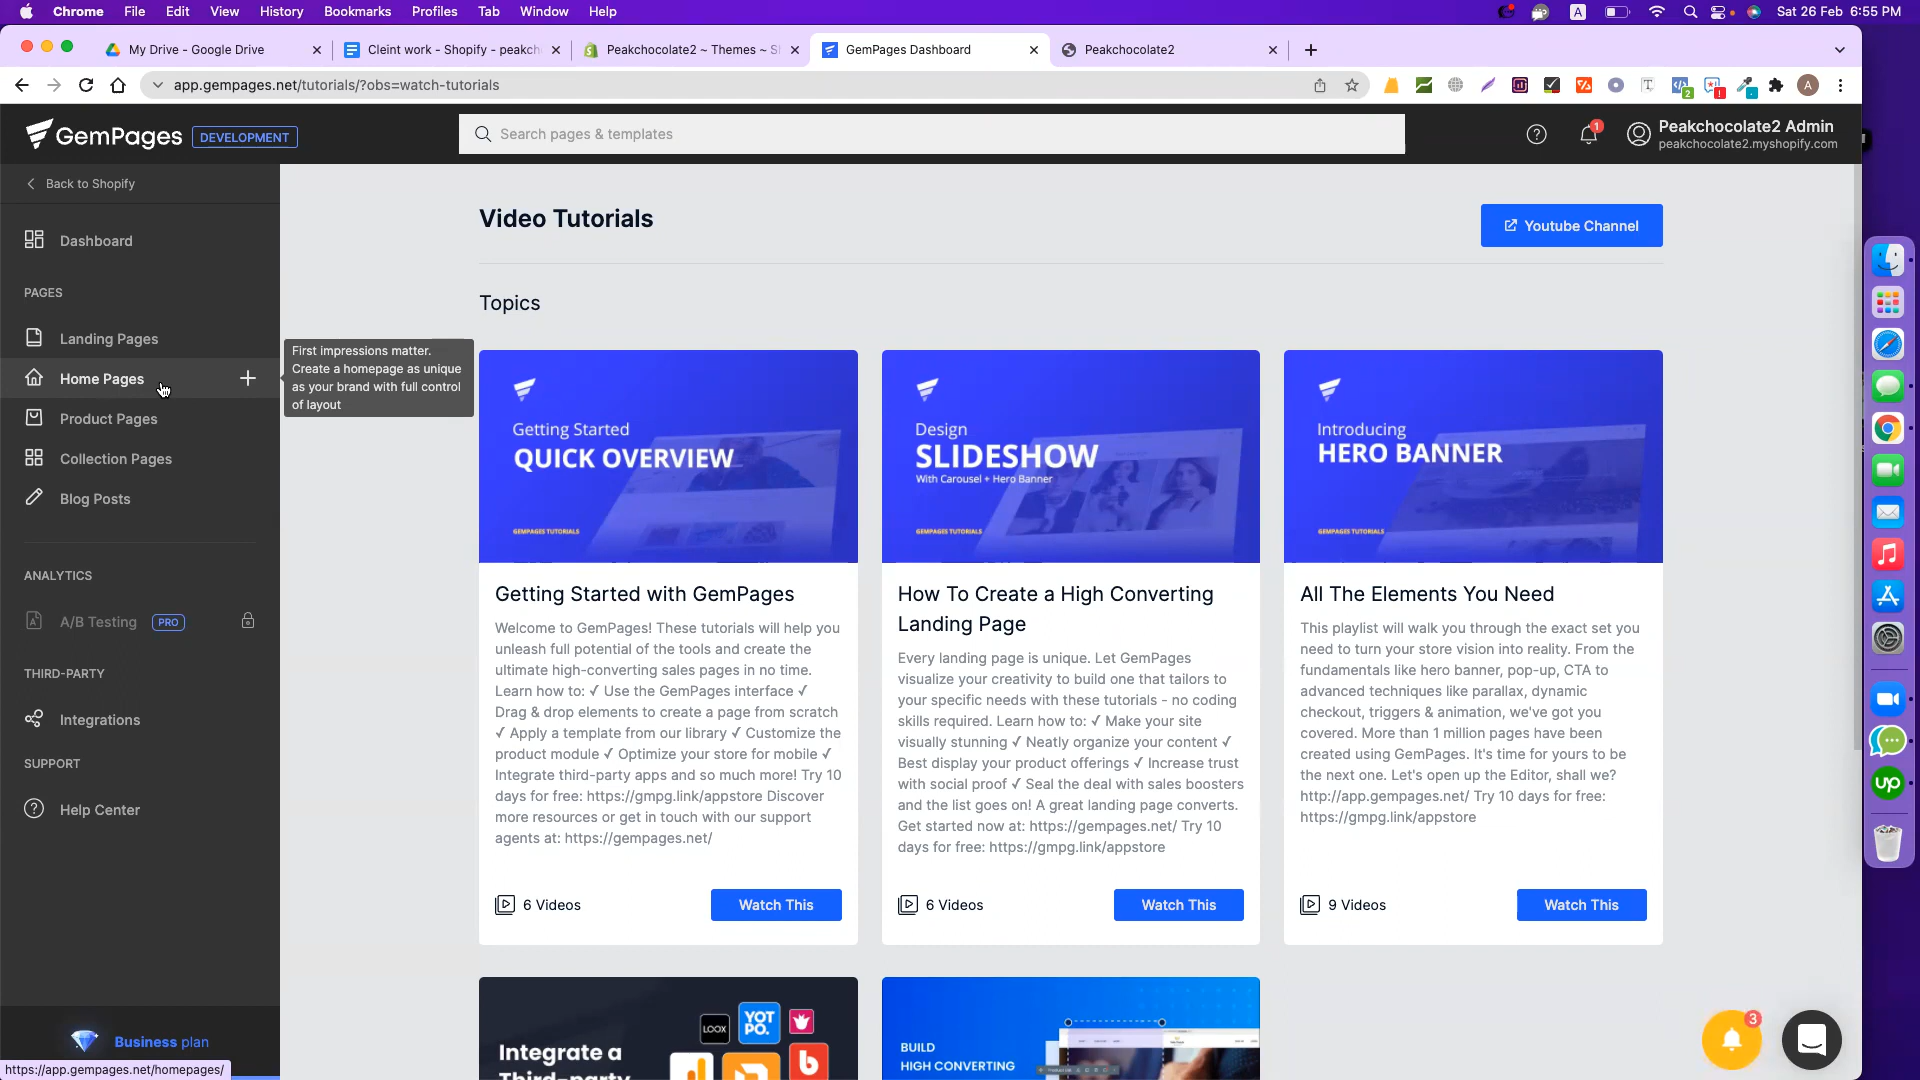 Chrome File Edit View History Bookmarks Profiles Tab Window Help
A
Sat 26 Feb 6:55 PM
My Drive - Google Drive
Cleint work - Shopify - peakch
Peakchocolate2 ~ Themes ~ S
GemPages Dashboard
Peakchocolate2
app.gempages.net/tutorials/?obs=watch-tutorials
2
A
GemPages
DEVELOPMENT
Search pages & templates
1
Peakchocolate2 Admin
peakchocolate2.myshopify.com
Back to Shopify
Dashboard
PAGES
Landing Pages
Home Pages
Product Pages
Collection Pages
Blog Posts
ANALYTICS
A/B Testing
PRO
THIRD-PARTY
Integrations
SUPPORT
Help Center
Business plan
https://app.gempages.net/homepages/
First impressions matter.
Create a homepage as unique
as your brand with full control
of layout
Video Tutorials
Youtube Channel
Topics
Getting Started
QUICK OVERVIEW
GEMPAGES TUTORIALS
Getting Started with GemPages
Welcome to GemPages! These tutorials will help you
unleash full potential of the tools and create the
ultimate high-converting sales pages in no time.
Learn how to: ✓ Use the GemPages interface ✓
Drag & drop elements to create a page from scratch
✓ Apply a template from our library ✓ Customize the
product module ✓ Optimize your store for mobile ✓
Integrate third-party apps and so much more! Try 10
days for free: https://gmpg.link/appstore Discover
more resources or get in touch with our support
agents at: https://gempages.net/
6 Videos
Watch This
Design
SLIDESHOW
With Carousel + Hero Banner
GEMPAGES TUTORIALS
How To Create a High Converting
Landing Page
Every landing page is unique. Let GemPages
visualize your creativity to build one that tailors to
your specific needs with these tutorials - no coding
skills required. Learn how to: ✓ Make your site
visually stunning ✓ Neatly organize your content ✓
Best display your product offerings ✓ Increase trust
with social proof ✓ Seal the deal with sales boosters
and the list goes on! A great landing page converts.
Get started now at: https://gempages.net/ Try 10
days for free: https://gmpg.link/appstore
6 Videos
Watch This
Introducing
HERO BANNER
GEMPAGES TUTORIALS
All The Elements You Need
This playlist will walk you through the exact set you
need to turn your store vision into reality. From the
fundamentals like hero banner, pop-up, CTA to
advanced techniques like parallax, dynamic
checkout, triggers & animation, we've got you
covered. More than 1 million pages have been
created using GemPages. It's time for yours to be
the next one. Let's open up the Editor, shall we?
http://app.gempages.net/ Try 10 days for free:
https://gmpg.link/appstore
9 Videos
Watch This
Integrate a
Third-party
LOOX
YOT
PO.
BUILD
HIGH CONVERTING
3
up